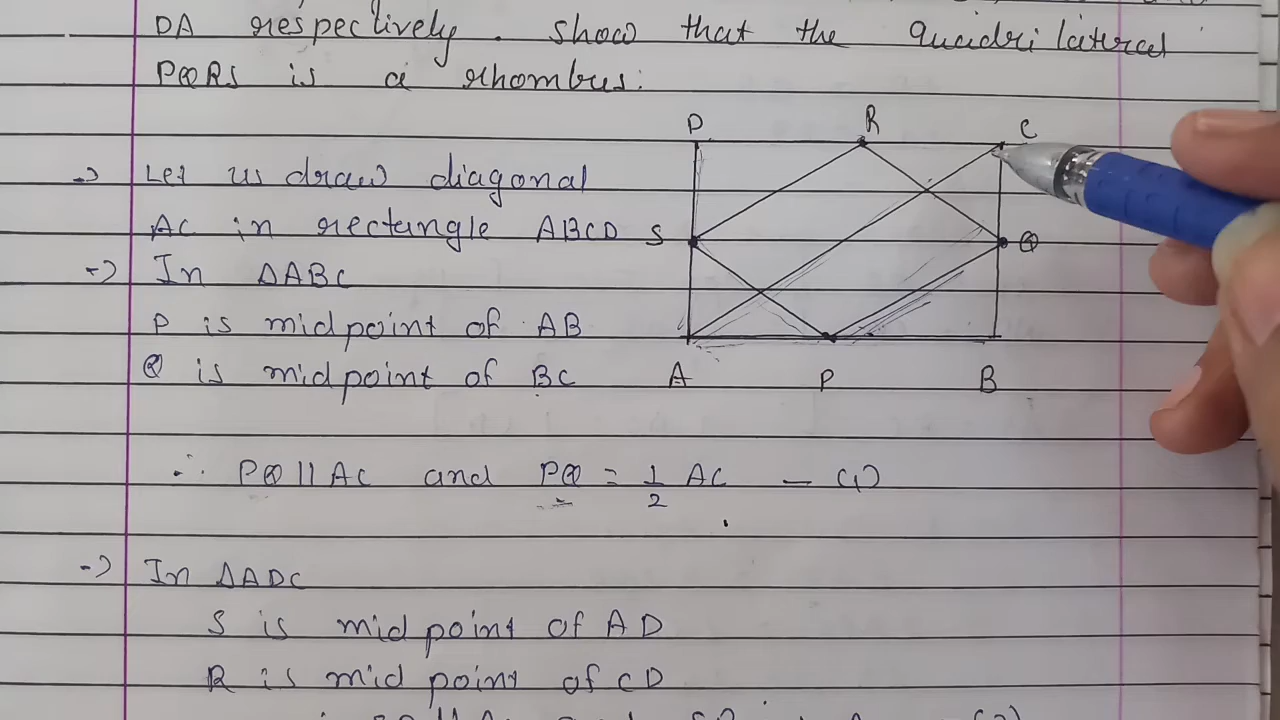 DA respectively. show that the quadrilateral
PQRS is a rhombus.
D R C
-> Let us draw diagonal
AC in rectangle ABCD
S Q
-> In ΔABC
P is midpoint of AB
Q is midpoint of BC
A P B
∴ PQ || AC and PQ = 1/2 AC - (1)
-> In ΔADC
S is mid point of AD
R is mid point of CD